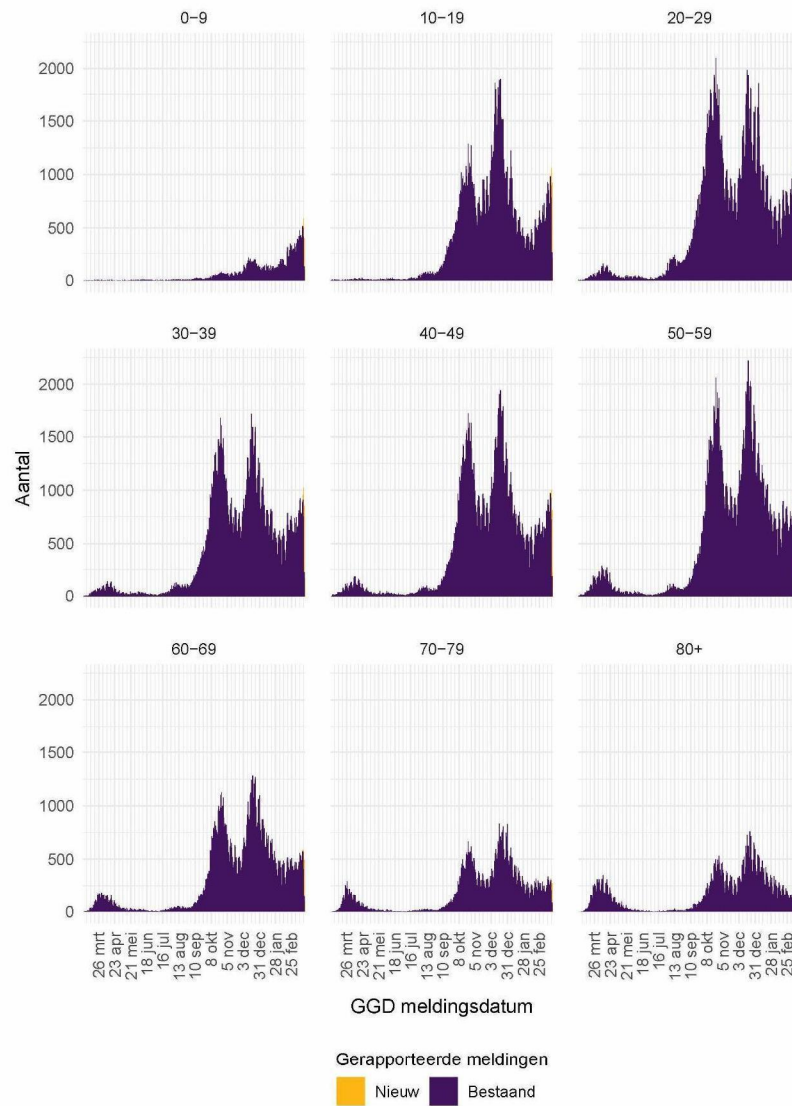 0−9 10−19 20−29
2000
1500
1000
500
0
30−39 40−49 50−59
2000
1500
1000
500
0
Aantal
60−69 70−79 80+
2000
1500
1000
500
0
26 mrt 23 apr 21 mei 18 jun 16 jul 13 aug 10 sep 8 okt 5 nov 3 dec 31 dec 28 jan 25 feb 26 mrt 23 apr 21 mei 18 jun 16 jul 13 aug 10 sep 8 okt 5 nov 3 dec 31 dec 28 jan 25 feb 26 mrt 23 apr 21 mei 18 jun 16 jul 13 aug 10 sep 8 okt 5 nov 3 dec 31 dec 28 jan 25 feb
GGD meldingsdatum
Gerapporteerde meldingen
Nieuw Bestaand